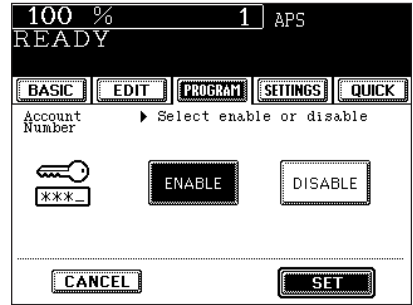 100 % 1 APS
READY
BASIC EDIT PROGRAM SETTINGS QUICK
Account ▶ Select enable or disable
Number
ENABLE DISABLE
***_
CANCEL SET